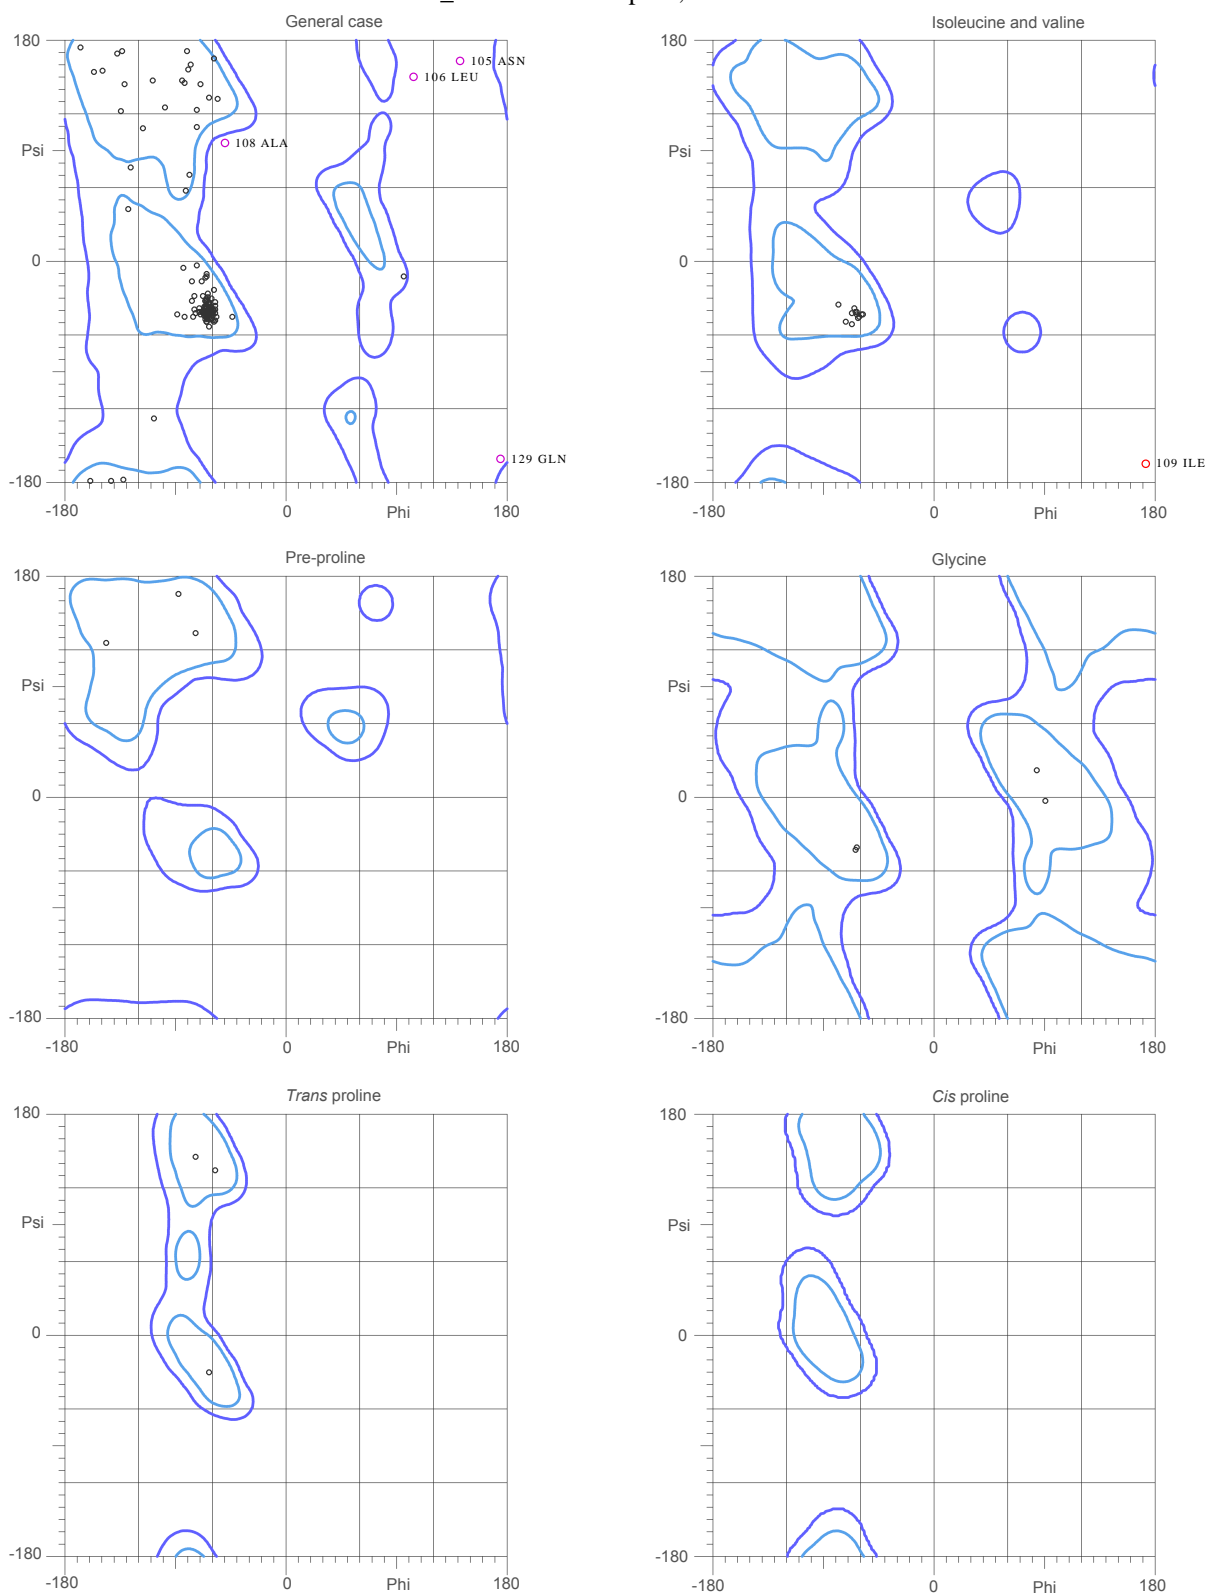 General case
Isoleucine and valine
180
105 ASN
106 LEU
108 ALA
Psi
0
129 GLN
-180
-180
0
Phi
180
180
Psi
0
109 ILE
-180
-180
0
Phi
180
Pre-proline
Glycine
180
Psi
0
-180
-180
0
Phi
180
180
Psi
0
-180
-180
0
Phi
180
Trans proline
Cis proline
180
Psi
0
-180
-180
0
Phi
180
180
Psi
0
-180
-180
0
Phi
180